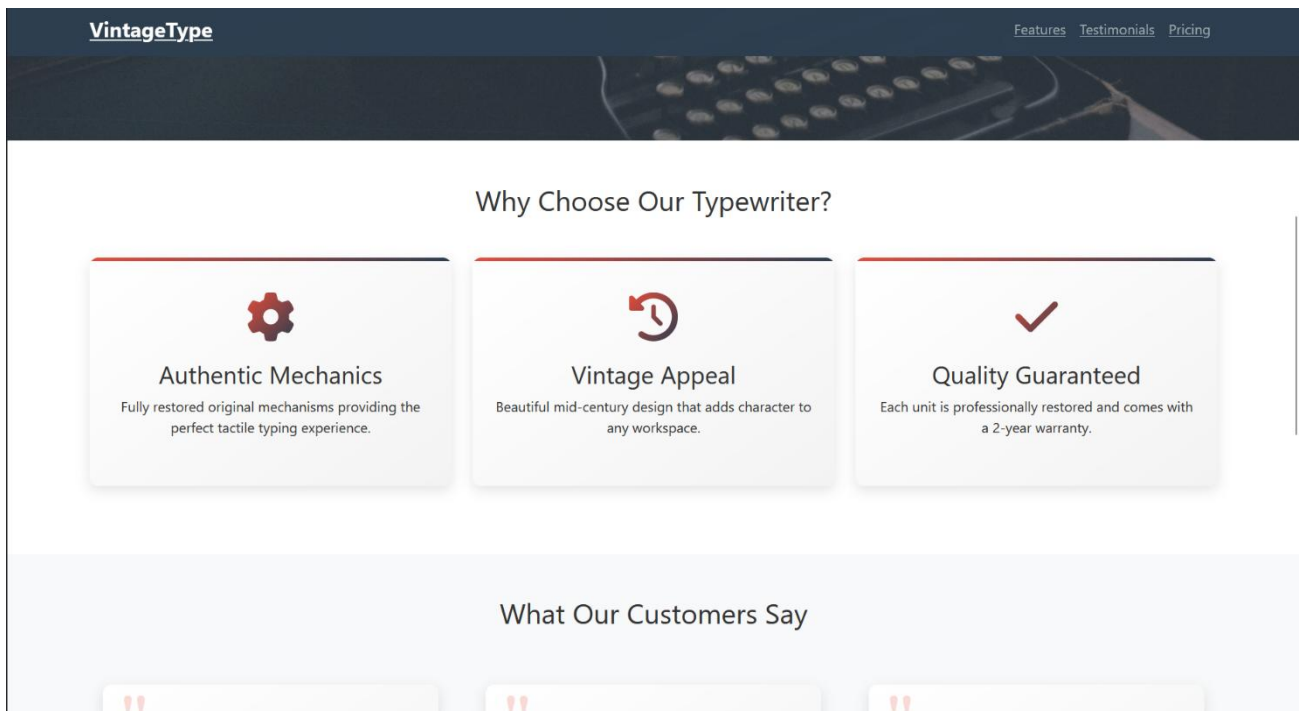 VintageType
Features Testimonials Pricing
Why Choose Our Typewriter?
Authentic Mechanics
Fully restored original mechanisms providing the
perfect tactile typing experience.
Vintage Appeal
Beautiful mid-century design that adds character to
any workspace.
Quality Guaranteed
Each unit is professionally restored and comes with
a 2-year warranty.
What Our Customers Say
" " "